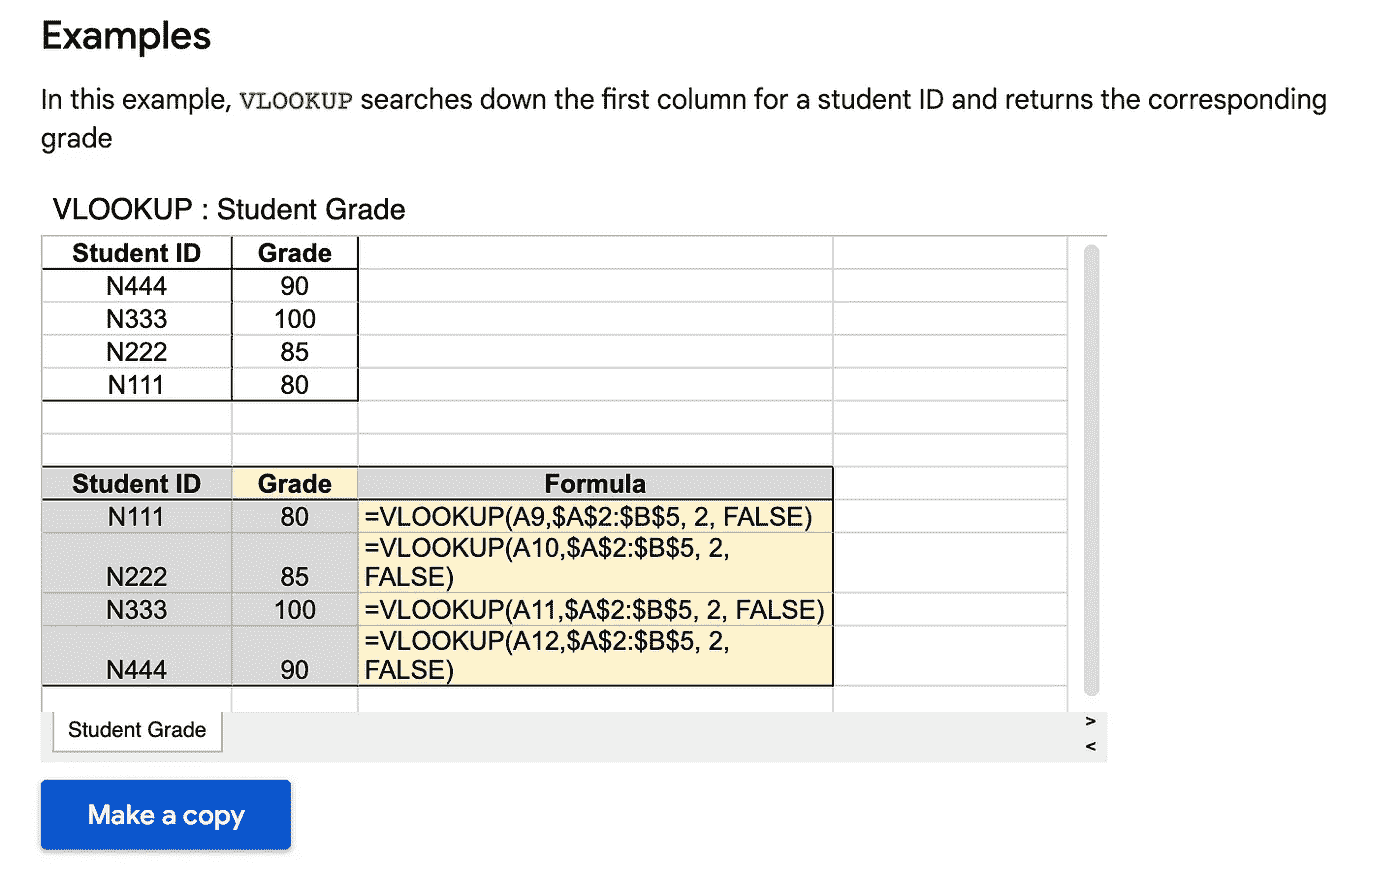 Examples
In this example, VLOOKUP searches down the first column for a student ID and returns the corresponding
grade
VLOOKUP : Student Grade
Student ID Grade
N444 90
N333 100
N222 85
N111 80
Student ID Grade Formula
N111 80 =VLOOKUP(A9,$A$2:$B$5, 2, FALSE)
=VLOOKUP(A10,$A$2:$B$5, 2,
N222 85 FALSE)
N333 100 =VLOOKUP(A11,$A$2:$B$5, 2, FALSE)
=VLOOKUP(A12,$A$2:$B$5, 2,
N444 90 FALSE)
Student Grade
>
<
Make a copy